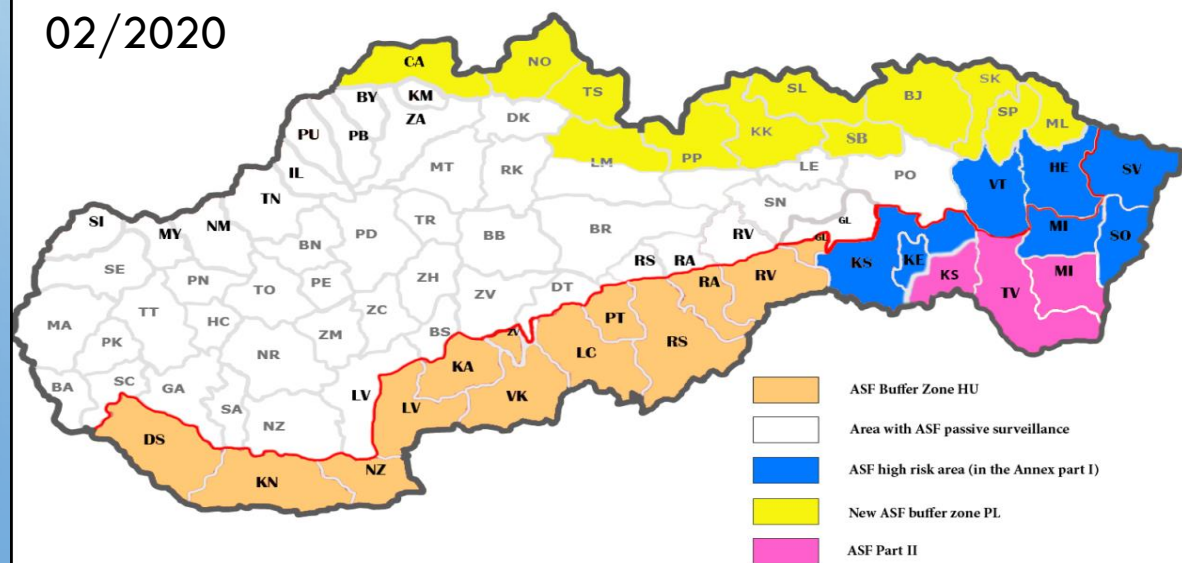 02/2020
CA NO
BY KM TS SL SK
PU PB ZA DK KK BJ SP ML
LM PP SB
IL MT RK LE PO VT HE SV
TN SN
SI MY NM BN PD TR BB BR RV GL GL MI SO
SE PN TO PE ZH RS RA KS KE KS TV MI
TT HC ZM ZC ZV DT RA RV
MA PK NR BS ZV PT RS
BA SC GA SA NZ LV KA LC
LV VK
DS KN NZ
ASF Buffer Zone HU
Area with ASF passive surveillance
ASF high risk area (in the Annex part I)
New ASF buffer zone PL
ASF Part II